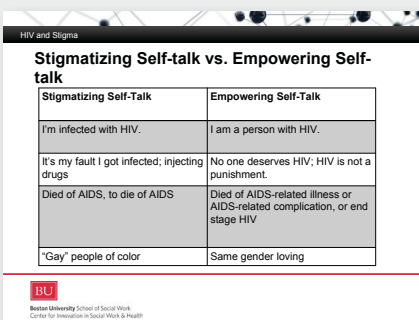 HIV and Stigma
Stigmatizing Self-talk vs. Empowering Self-
talk
Stigmatizing Self-Talk
Empowering Self-Talk
I'm infected with HIV.
I am a person with HIV.
It's my fault I got infected; injecting
drugs
No one deserves HIV; HIV is not a
punishment.
Died of AIDS, to die of AIDS
Died of AIDS-related illness or
AIDS-related complication, or end
stage HIV
"Gay" people of color
Same gender loving
BU
Boston University School of Social Work
Center for Innovation in Social Work & Health